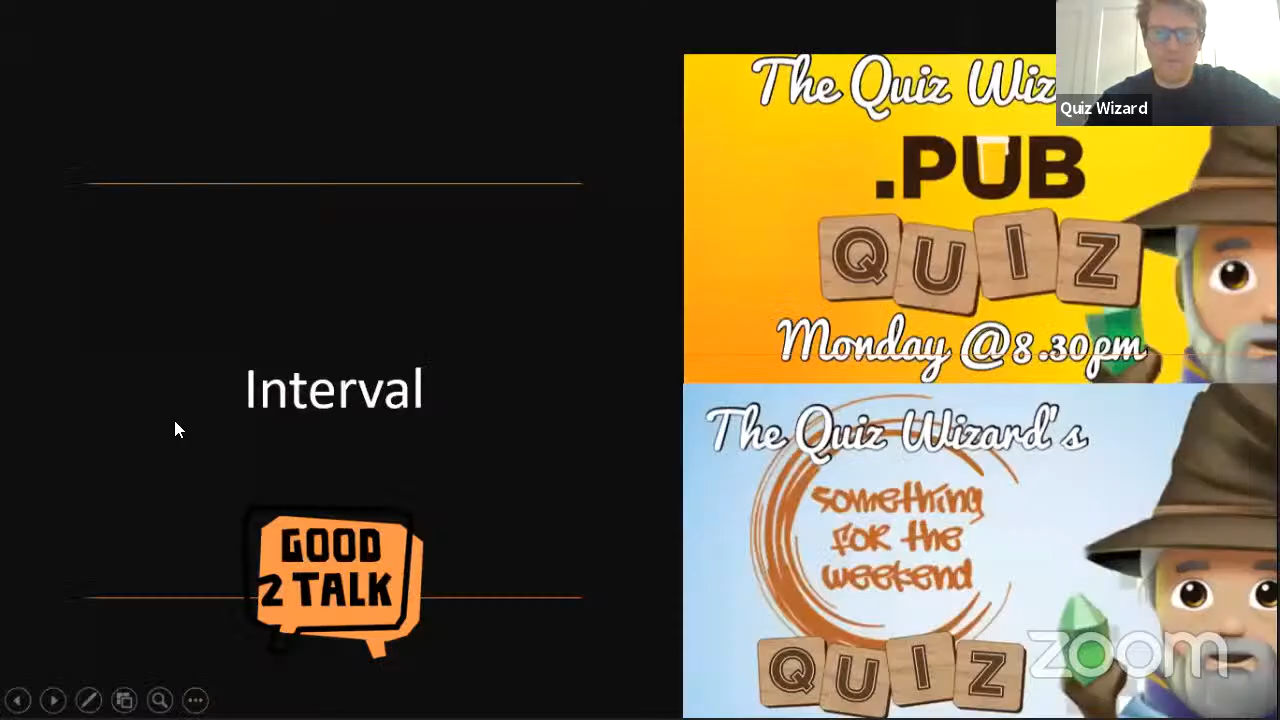 Interval
GOOD
2 TALK
The Quiz Wiz
.PUB
QUIZ
Monday @8.30pm
The Quiz Wizard's
something
for the
weekend
QUIZ
Quiz Wizard
zoom